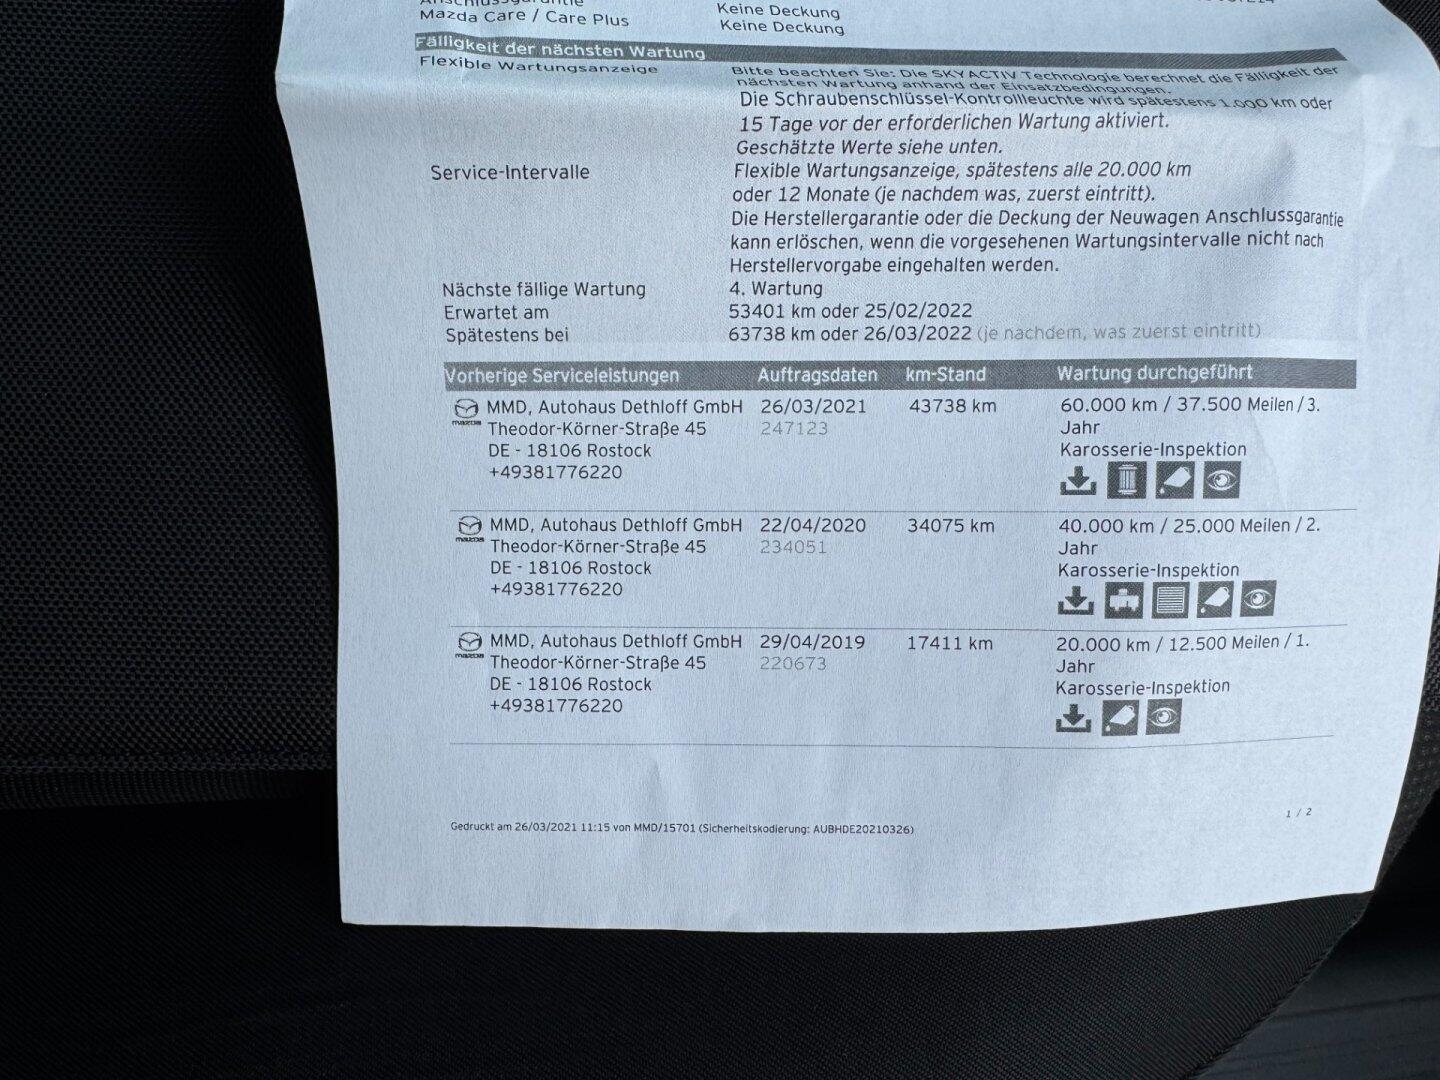 Anschlussgarantie
Keine Deckung
Mazda Care / Care Plus
Keine Deckung
Fälligkeit der nächsten Wartung
Flexible Wartungsanzeige
Bitte beachten Sie: Die SKYACTIV Technologie berechnet die Fälligkeit der
nächsten Wartung anhand der Einsatzbedingungen.
Die Schraubenschlüssel-Kontrollleuchte wird spätestens 1.000 km oder
15 Tage vor der erforderlichen Wartung aktiviert.
Geschätzte Werte siehe unten.
Service-Intervalle
Flexible Wartungsanzeige, spätestens alle 20.000 km
oder 12 Monate (je nachdem was, zuerst eintritt).
Die Herstellergarantie oder die Deckung der Neuwagen Anschlussgarantie
kann erlöschen, wenn die vorgesehenen Wartungsintervalle nicht nach
Herstellervorgabe eingehalten werden.
Nächste fällige Wartung 4. Wartung
Erwartet am 53401 km oder 25/02/2022
Spätestens bei 63738 km oder 26/03/2022 (je nachdem, was zuerst eintritt)
Vorherige Serviceleistungen Auftragsdaten km-Stand Wartung durchgeführt
mazda MMD, Autohaus Dethloff GmbH 26/03/2021 43738 km 60.000 km / 37.500 Meilen / 3.
Theodor-Körner-Straße 45 247123 Jahr
DE - 18106 Rostock Karosserie-Inspektion
+49381776220
mazda MMD, Autohaus Dethloff GmbH 22/04/2020 34075 km 40.000 km / 25.000 Meilen / 2.
Theodor-Körner-Straße 45 234051 Jahr
DE - 18106 Rostock Karosserie-Inspektion
+49381776220
mazda MMD, Autohaus Dethloff GmbH 29/04/2019 17411 km 20.000 km / 12.500 Meilen / 1.
Theodor-Körner-Straße 45 220673 Jahr
DE - 18106 Rostock Karosserie-Inspektion
+49381776220
1 / 2
Gedruckt am 26/03/2021 11:15 von MMD/15701 (Sicherheitskodierung: AUBHDE20210326)